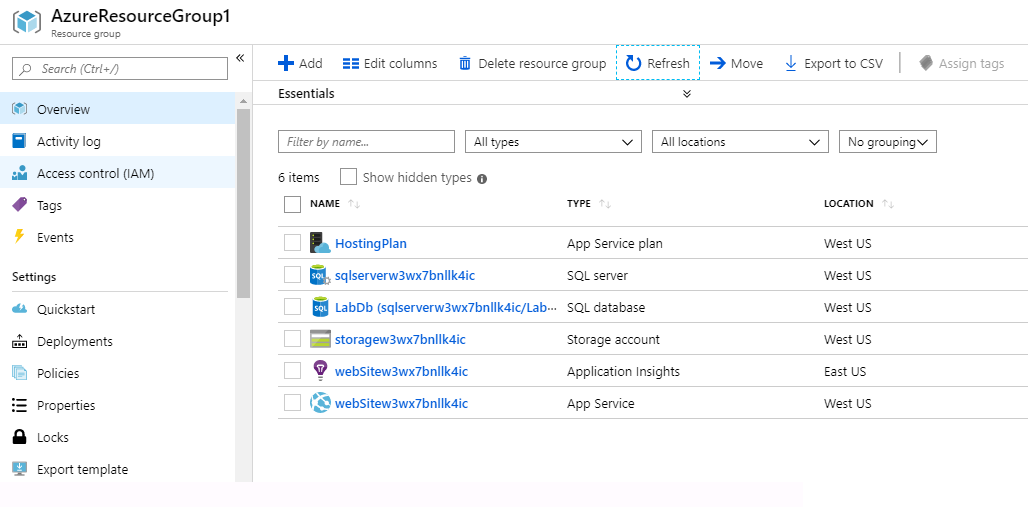 AzureResourceGroup1
Resource group
Search (Ctrl+/)
Overview
Activity log
Access control (IAM)
Tags
Events
Settings
Quickstart
Deployments
Policies
Properties
Locks
Export template
Add Edit columns Delete resource group Refresh Move Export to CSV Assign tags
Essentials
Filter by name... All types All locations No grouping
6 items Show hidden types
NAME TYPE LOCATION
HostingPlan App Service plan West US
sqlserverw3wx7bnllk4ic SQL server West US
LabDb (sqlserverw3wx7bnllk4ic/Lab··· SQL database West US
storagew3wx7bnllk4ic Storage account West US
webSitew3wx7bnllk4ic Application Insights East US
webSitew3wx7bnllk4ic App Service West US